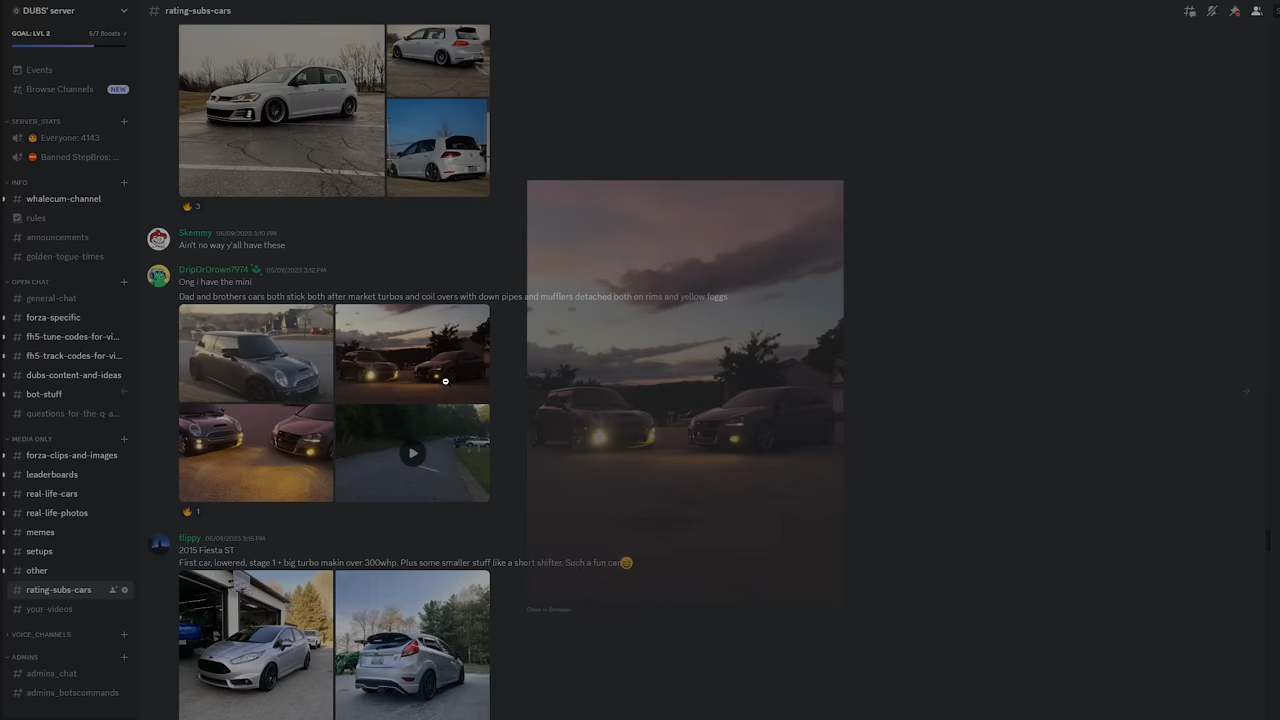 DUBS' server
rating-subs-cars
GOAL: LVL 2
5/7 Boosts >
Events
Browse Channels
NEW
SERVER_STATS
Everyone: 4143
Banned StepBros: ...
INFO
whalecum-channel
rules
announcements
golden-togue-times
OPEN CHAT
general-chat
forza-specific
fh5-tune-codes-for-vi...
fh5-track-codes-for-vi...
dubs-content-and-ideas
bot-stuff
questions-for-the-q-a...
MEDIA ONLY
forza-clips-and-images
leaderboards
real-life-cars
real-life-photos
memes
setups
other
rating-subs-cars
your-videos
VOICE_CHANNELS
ADMINS
admins_chat
admins_botscommands
3
Skemmy 05/09/2023 3:10 PM
Ain't no way y'all have these
DripOrDrown7974 05/09/2023 3:12 PM
Ong i have the mini
Dad and brothers cars both stick both after market turbos and coil overs with down pipes and mufflers detached both on rims and yellow foggs
1
flippy 05/09/2023 3:15 PM
2015 Fiesta ST
First car, lowered, stage 1 + big turbo makin over 300whp. Plus some smaller stuff like a short shifter. Such a fun car
Open in Browser